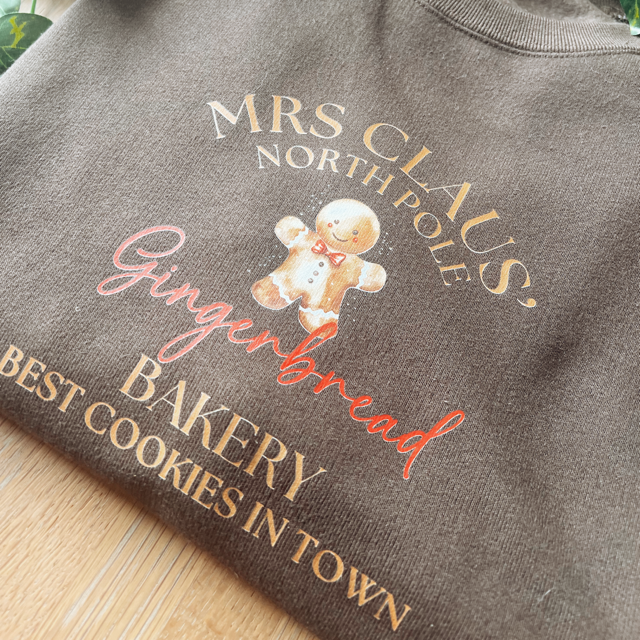 MRS CLAUS'
NORTH POLE
Gingerbread
BAKERY
BEST COOKIES IN TOWN